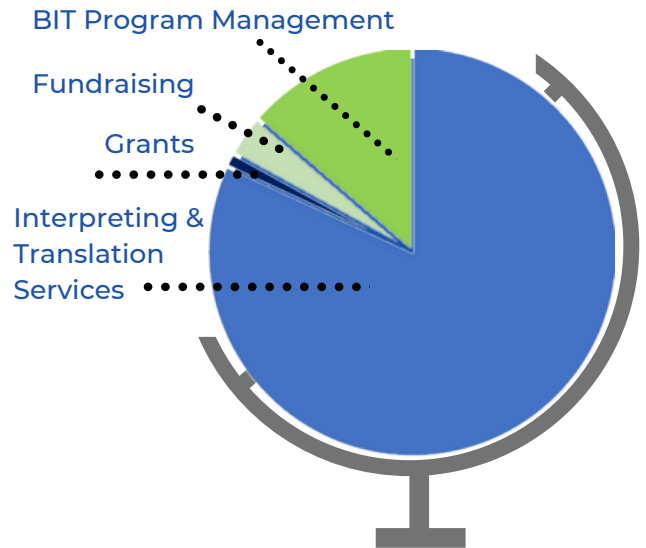 BIT Program Management
Fundraising
Grants
Interpreting &
Translation
Services